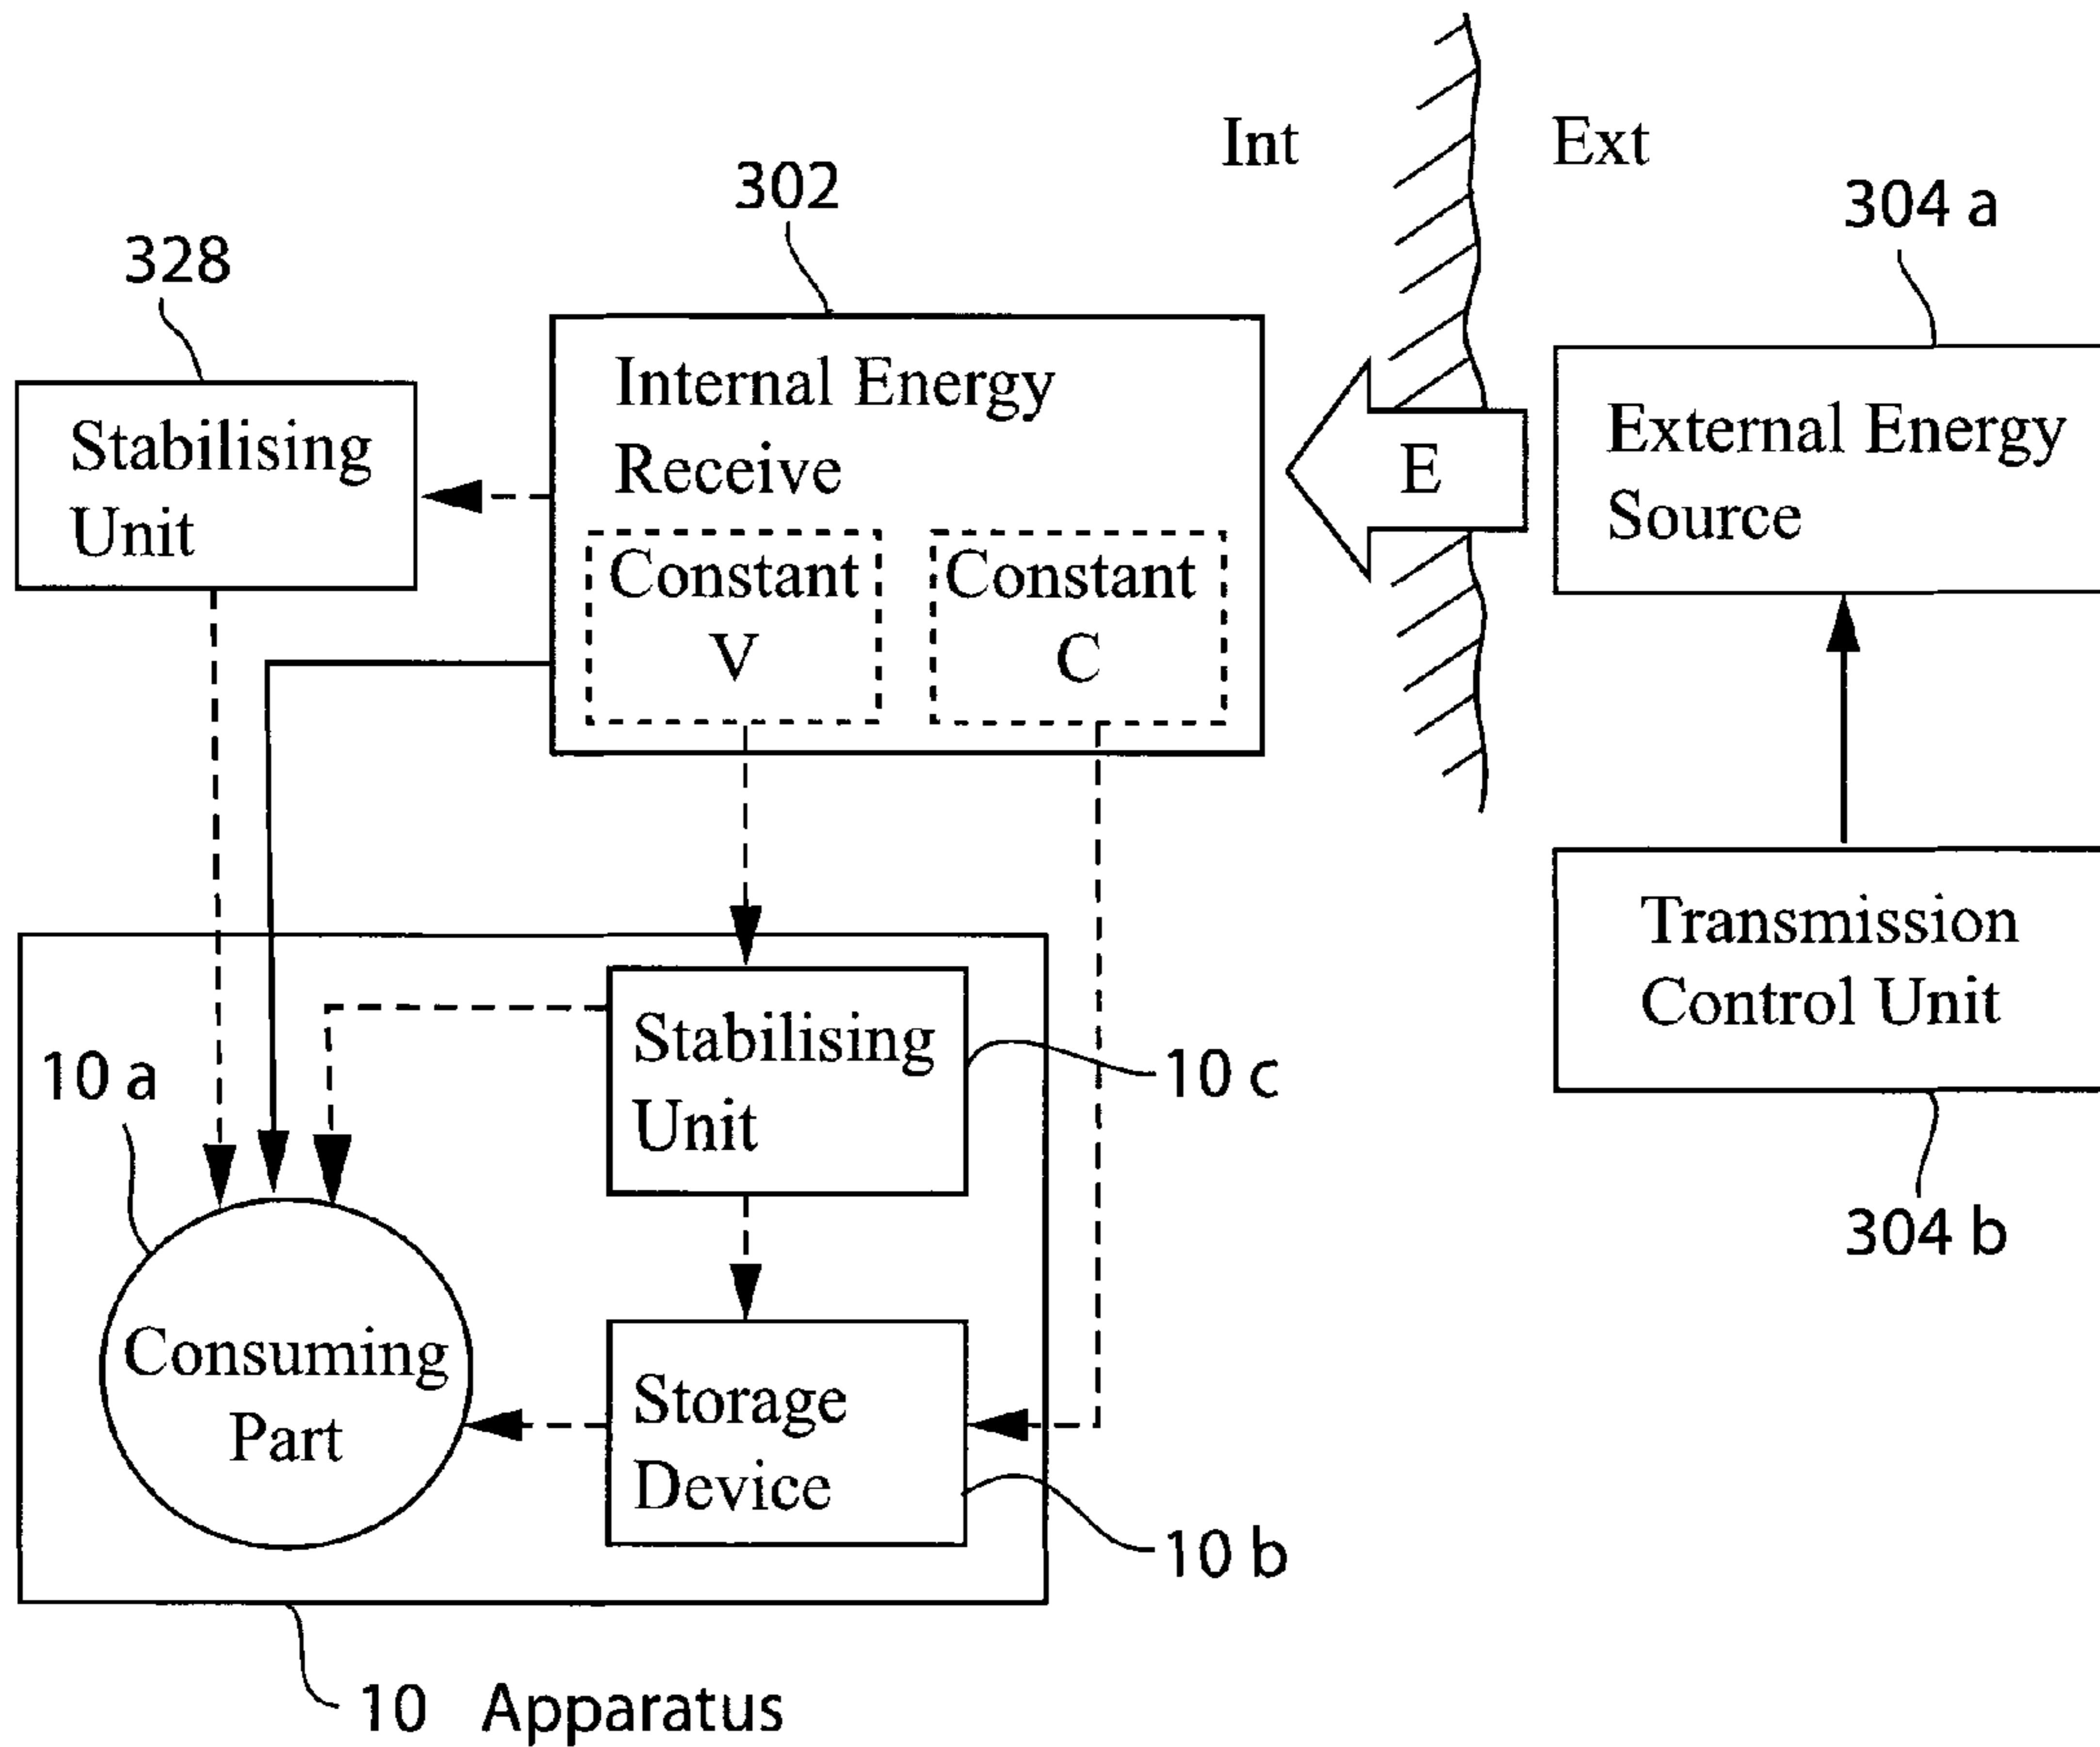 Int
Ext
302
304 a
328
Internal Energy
Receive
Constant
V
Constant
C
Stabilising
Unit
E
External Energy
Source
Transmission
Control Unit
304 b
10 a
Stabilising
Unit
10 c
Consuming
Part
Storage
Device
10 b
10 Apparatus